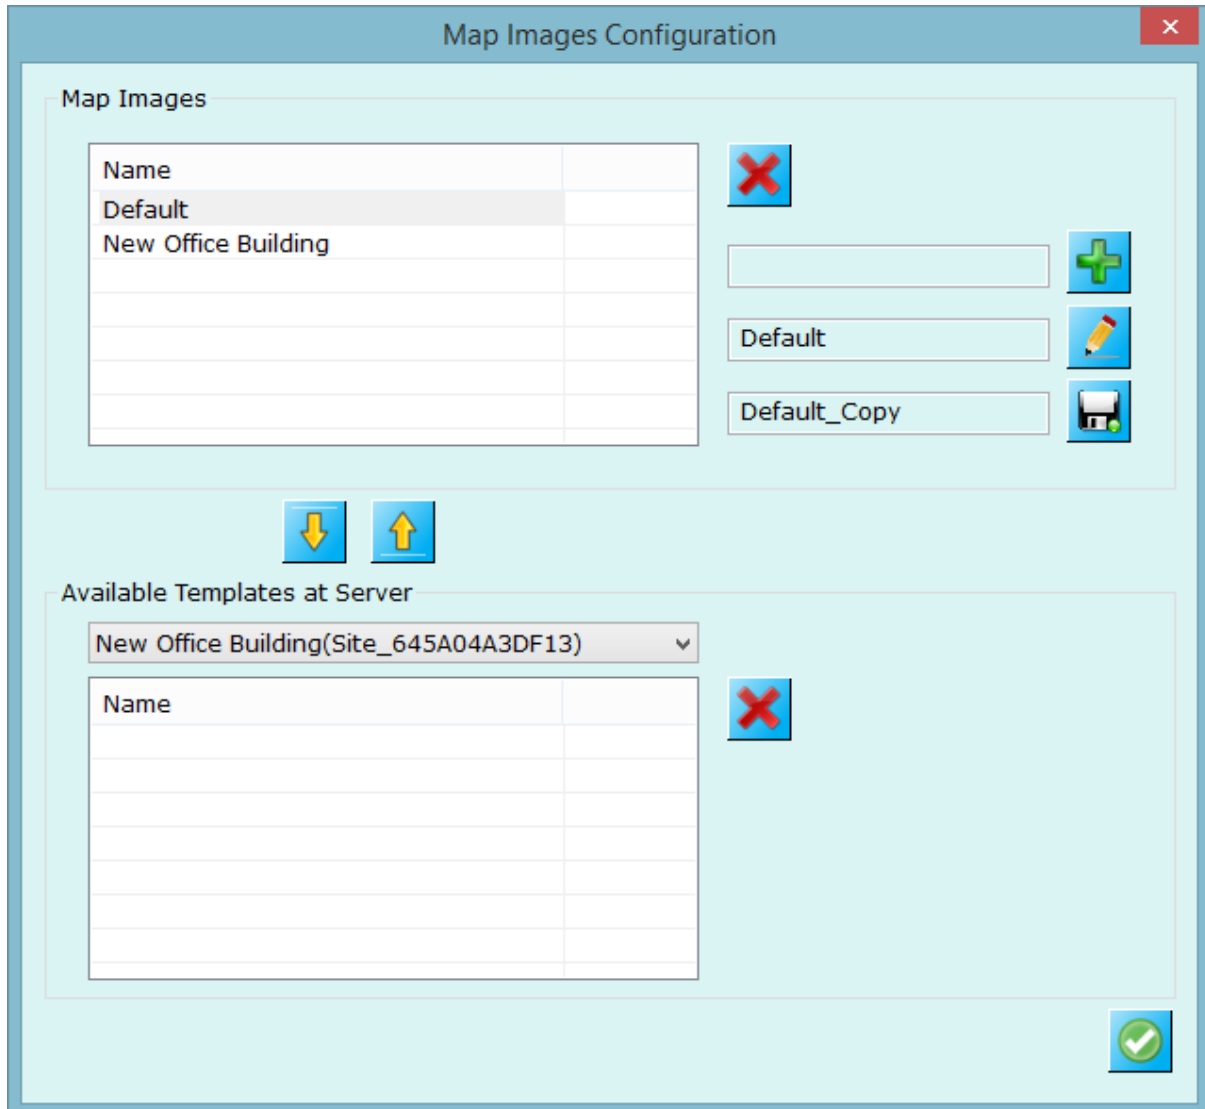 Map Images Configuration
Map Images
Name
Default
New Office Building
Default
Default_Copy
Available Templates at Server
New Office Building(Site_645A04A3DF13)
Name